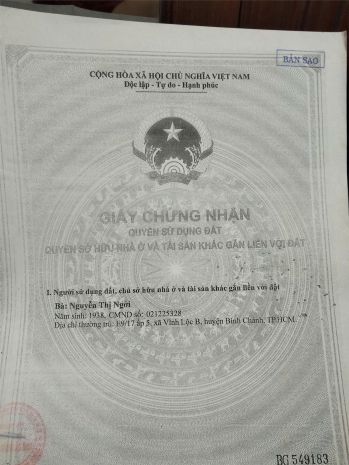 BẢN SAO
CỘNG HÒA XÃ HỘI CHỦ NGHĨA VIỆT NAM
Độc lập - Tự do - Hạnh phúc
GIẤY CHỨNG NHẬN
QUYỀN SỬ DỤNG ĐẤT
QUYỀN SỞ HỮU NHÀ Ở VÀ TÀI SẢN KHÁC GẮN LIỀN VỚI ĐẤT
I. Người sử dụng đất, chủ sở hữu nhà ở và tài sản khác gắn liền với đất
Bà: Nguyễn Thị Ngởi
Năm sinh: 1938, CMND số: 021225328
Địa chỉ thường trú: F9/17 ấp 5, xã Vĩnh Lộc B, huyện Bình Chánh, TP.HCM.
BG 549183